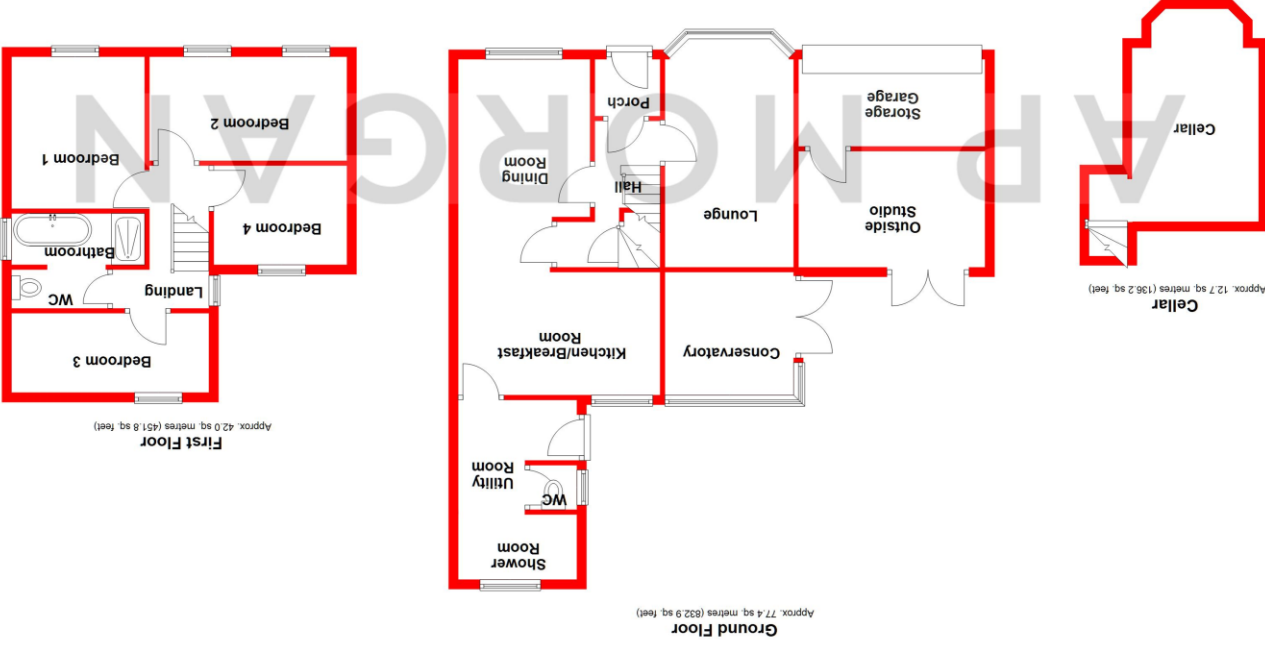 Cellar
Approx. 12.7 sq. metres (136.2 sq. feet)
Cellar
Ground Floor
Approx. 77.4 sq. metres (832.9 sq. feet)
Shower
Room
WC
Utility
Room
Conservatory
Kitchen/Breakfast
Room
Outside
Studio
Lounge
Hall
Dining
Room
Storage
Garage
Porch
First Floor
Approx. 42.0 sq. metres (451.8 sq. feet)
Bedroom 3
Landing
WC
Bathroom
Bedroom 4
Bedroom 1
Bedroom 2
A P MORGAN